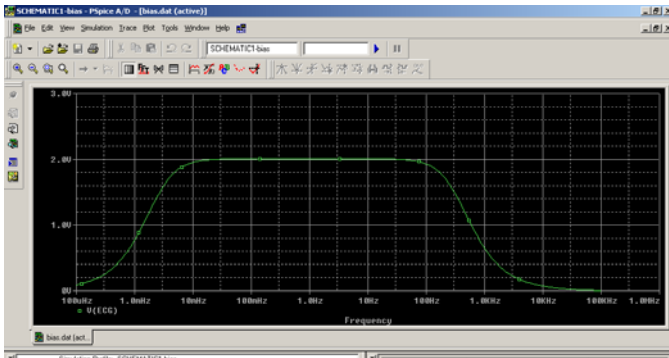 SCHEMATIC1-bias - PSpice A/D - [bias.dat (active)]
File Edit View Simulation Trace Plot Tools Window Help
SCHEMATIC1-bias
3.0V
2.0V
1.0V
0V
100uHz 1.0mHz 10mHz 100mHz 1.0Hz 10Hz 100Hz 1.0KHz 10KHz 100KHz 1.0MHz
V(ECG)
Frequency
bias.dat (act...